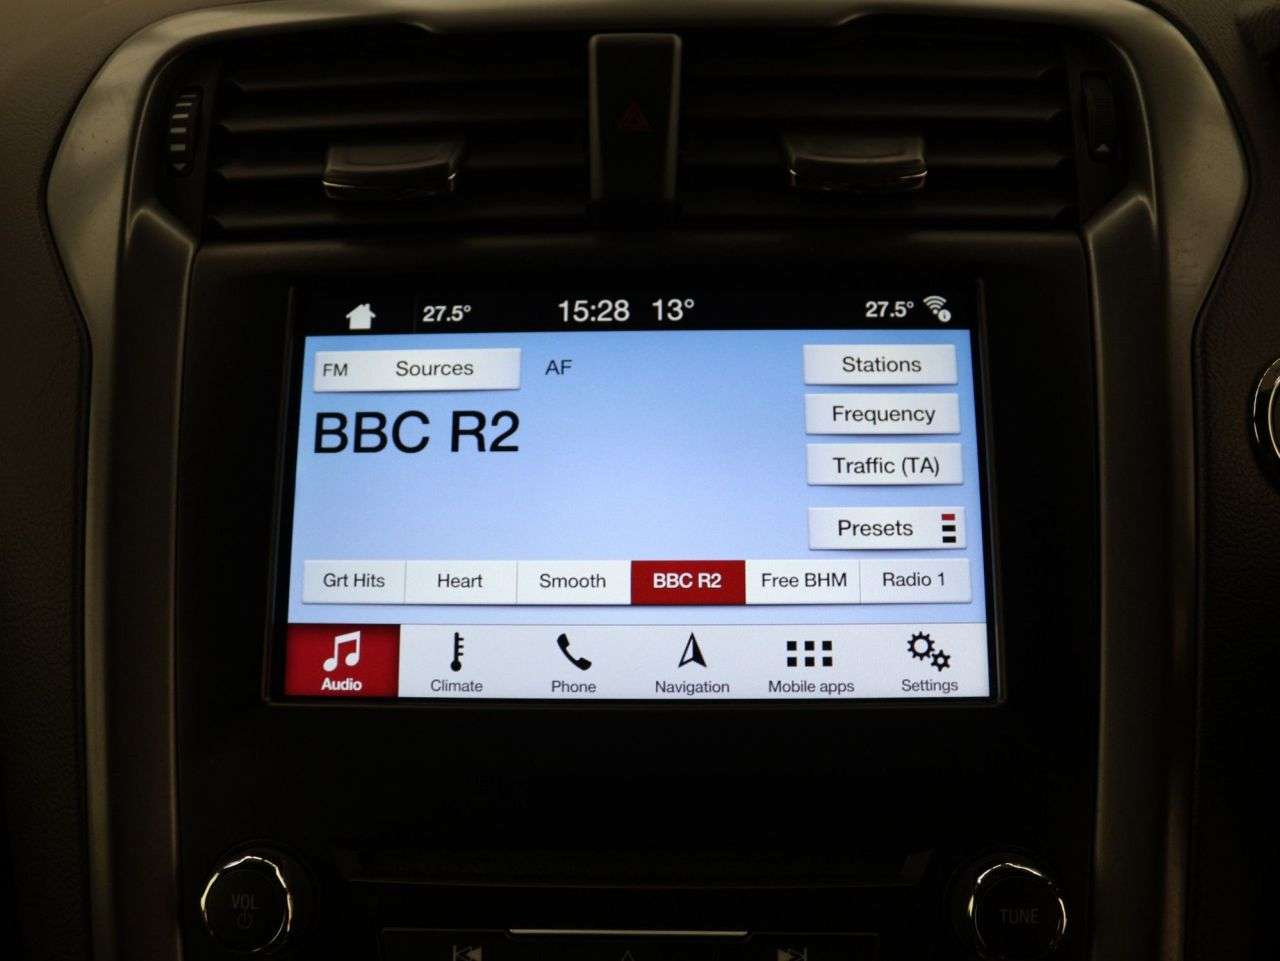 27.5° 15:28 13° 27.5°
FM Sources AF Stations
BBC R2 Frequency
Traffic (TA)
Presets
Grt Hits Heart Smooth BBC R2 Free BHM Radio 1
Audio Climate Phone Navigation Mobile apps Settings
VOL TUNE